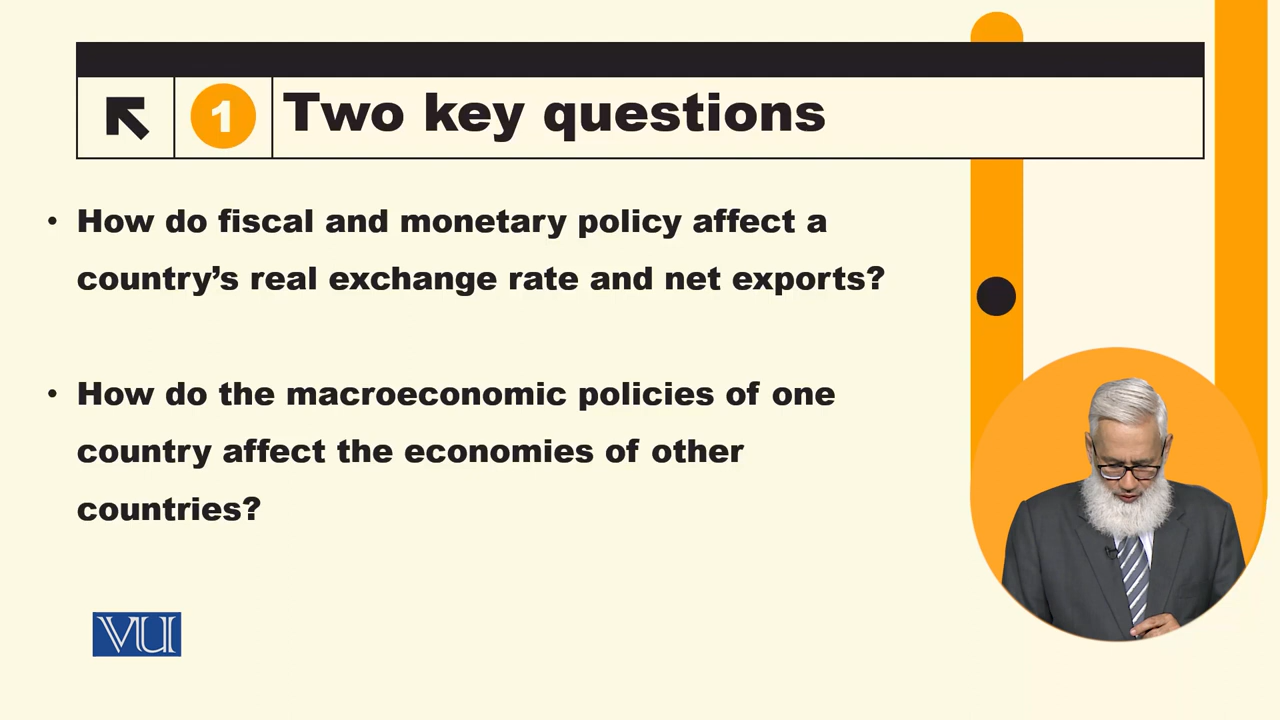 1 Two key questions
• How do fiscal and monetary policy affect a
country’s real exchange rate and net exports?
• How do the macroeconomic policies of one
country affect the economies of other
countries?
VU